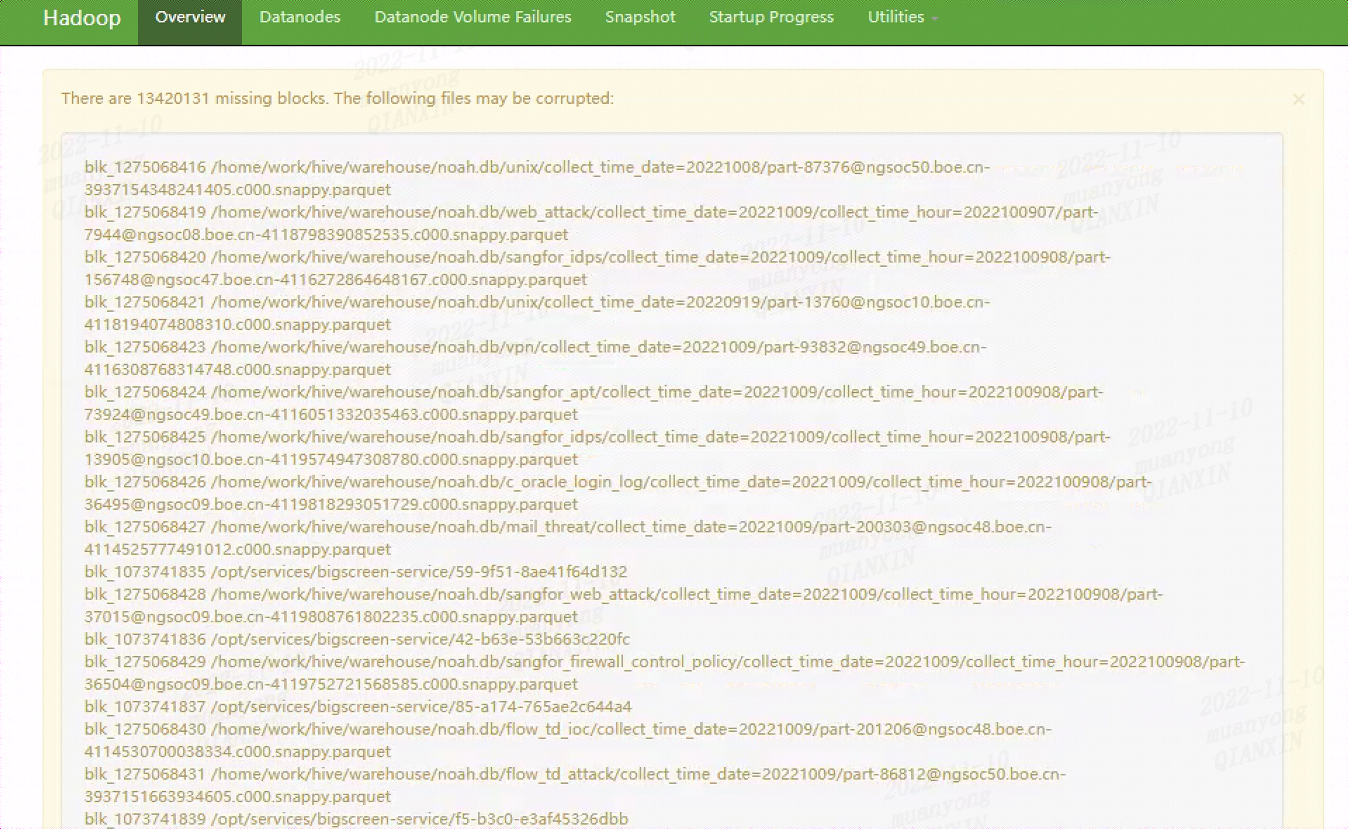 Hadoop Overview Datanodes Datanode Volume Failures Snapshot Startup Progress Utilities
There are 13420131 missing blocks. The following files may be corrupted:
×
blk_1275068416 /home/work/hive/warehouse/noah.db/unix/collect_time_date=20221008/part-87376@ngsoc50.boe.cn-
3937154348241405.c000.snappy.parquet
blk_1275068419 /home/work/hive/warehouse/noah.db/web_attack/collect_time_date=20221009/collect_time_hour=2022100907/part-
7944@ngsoc08.boe.cn-4118798390852535.c000.snappy.parquet
blk_1275068420 /home/work/hive/warehouse/noah.db/sangfor_idps/collect_time_date=20221009/collect_time_hour=2022100908/part-
156748@ngsoc47.boe.cn-4116272864648167.c000.snappy.parquet
blk_1275068421 /home/work/hive/warehouse/noah.db/unix/collect_time_date=20220919/part-13760@ngsoc10.boe.cn-
4118194074808310.c000.snappy.parquet
blk_1275068423 /home/work/hive/warehouse/noah.db/vpn/collect_time_date=20221009/part-93832@ngsoc49.boe.cn-
4116308768314748.c000.snappy.parquet
blk_1275068424 /home/work/hive/warehouse/noah.db/sangfor_apt/collect_time_date=20221009/collect_time_hour=2022100908/part-
73924@ngsoc49.boe.cn-4116051332035463.c000.snappy.parquet
blk_1275068425 /home/work/hive/warehouse/noah.db/sangfor_idps/collect_time_date=20221009/collect_time_hour=2022100908/part-
13905@ngsoc10.boe.cn-4119574947308780.c000.snappy.parquet
blk_1275068426 /home/work/hive/warehouse/noah.db/c_oracle_login_log/collect_time_date=20221009/collect_time_hour=2022100908/part-
36495@ngsoc09.boe.cn-4119818293051729.c000.snappy.parquet
blk_1275068427 /home/work/hive/warehouse/noah.db/mail_threat/collect_time_date=20221009/part-200303@ngsoc48.boe.cn-
4114525777491012.c000.snappy.parquet
blk_1073741835 /opt/services/bigscreen-service/59-9f51-8ae41f64d132
blk_1275068428 /home/work/hive/warehouse/noah.db/sangfor_web_attack/collect_time_date=20221009/collect_time_hour=2022100908/part-
37015@ngsoc09.boe.cn-4119808761802235.c000.snappy.parquet
blk_1073741836 /opt/services/bigscreen-service/42-b63e-53b663c220fc
blk_1275068429 /home/work/hive/warehouse/noah.db/sangfor_firewall_control_policy/collect_time_date=20221009/collect_time_hour=2022100908/part-
36504@ngsoc09.boe.cn-4119752721568585.c000.snappy.parquet
blk_1073741837 /opt/services/bigscreen-service/85-a174-765ae2c644a4
blk_1275068430 /home/work/hive/warehouse/noah.db/flow_td_ioc/collect_time_date=20221009/part-201206@ngsoc48.boe.cn-
4114530700038334.c000.snappy.parquet
blk_1275068431 /home/work/hive/warehouse/noah.db/flow_td_attack/collect_time_date=20221009/part-86812@ngsoc50.boe.cn-
3937151663934605.c000.snappy.parquet
blk_1073741839 /opt/services/bigscreen-service/f5-b3c0-e3af45326dbb
2022-11-10
muanyong
QIANXIN